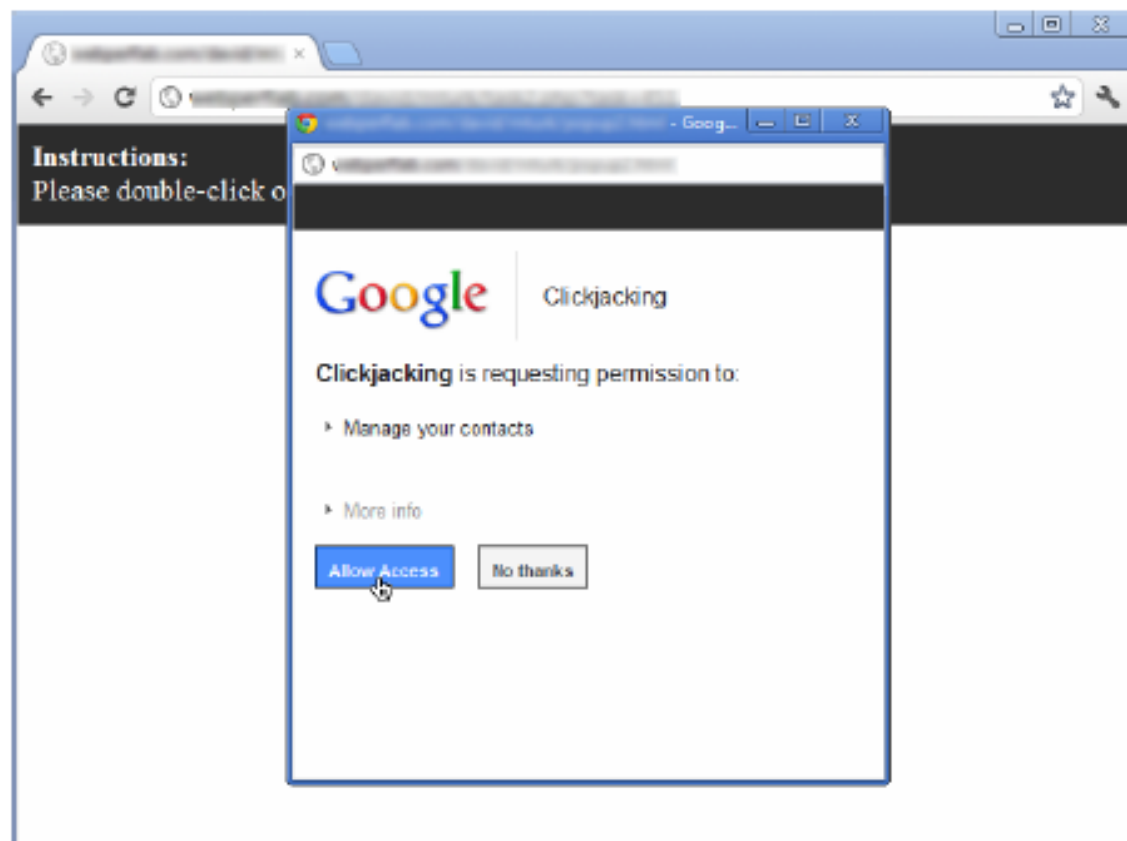 Instructions:
Please double-click o
- Goog...
Google
Clickjacking
Clickjacking is requesting permission to:
Manage your contacts
More info
Allow Access
No thanks